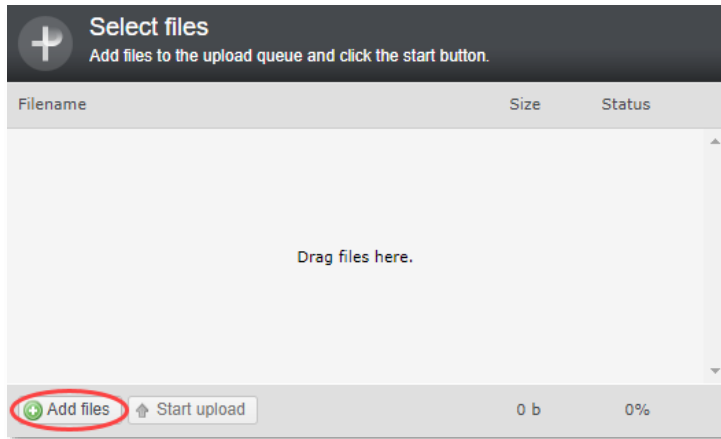 Select files
Add files to the upload queue and click the start button.
Filename Size Status
Drag files here.
Add files Start upload 0 b 0%